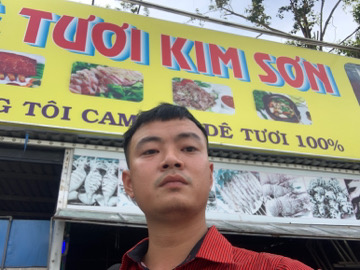 TƯƠI KIM SƠN
G TÔI CAM DÊ TƯƠI 100%